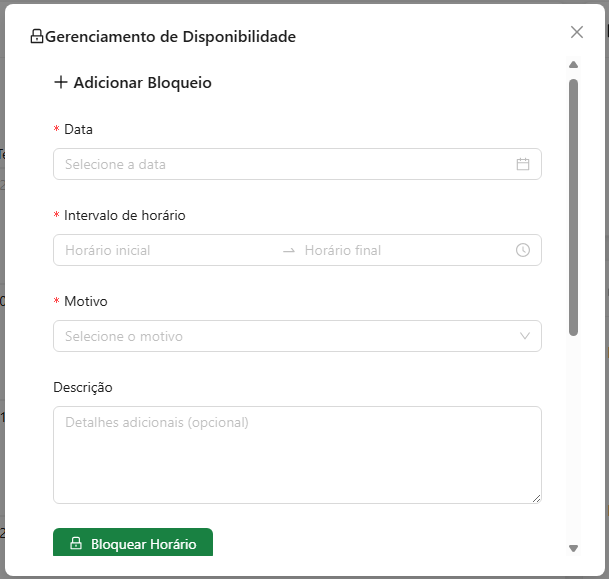 Gerenciamento de Disponibilidade
Adicionar Bloqueio
* Data
Selecione a data
* Intervalo de horário
Horário inicial → Horário final
* Motivo
Selecione o motivo
Descrição
Detalhes adicionais (opcional)
Bloquear Horário